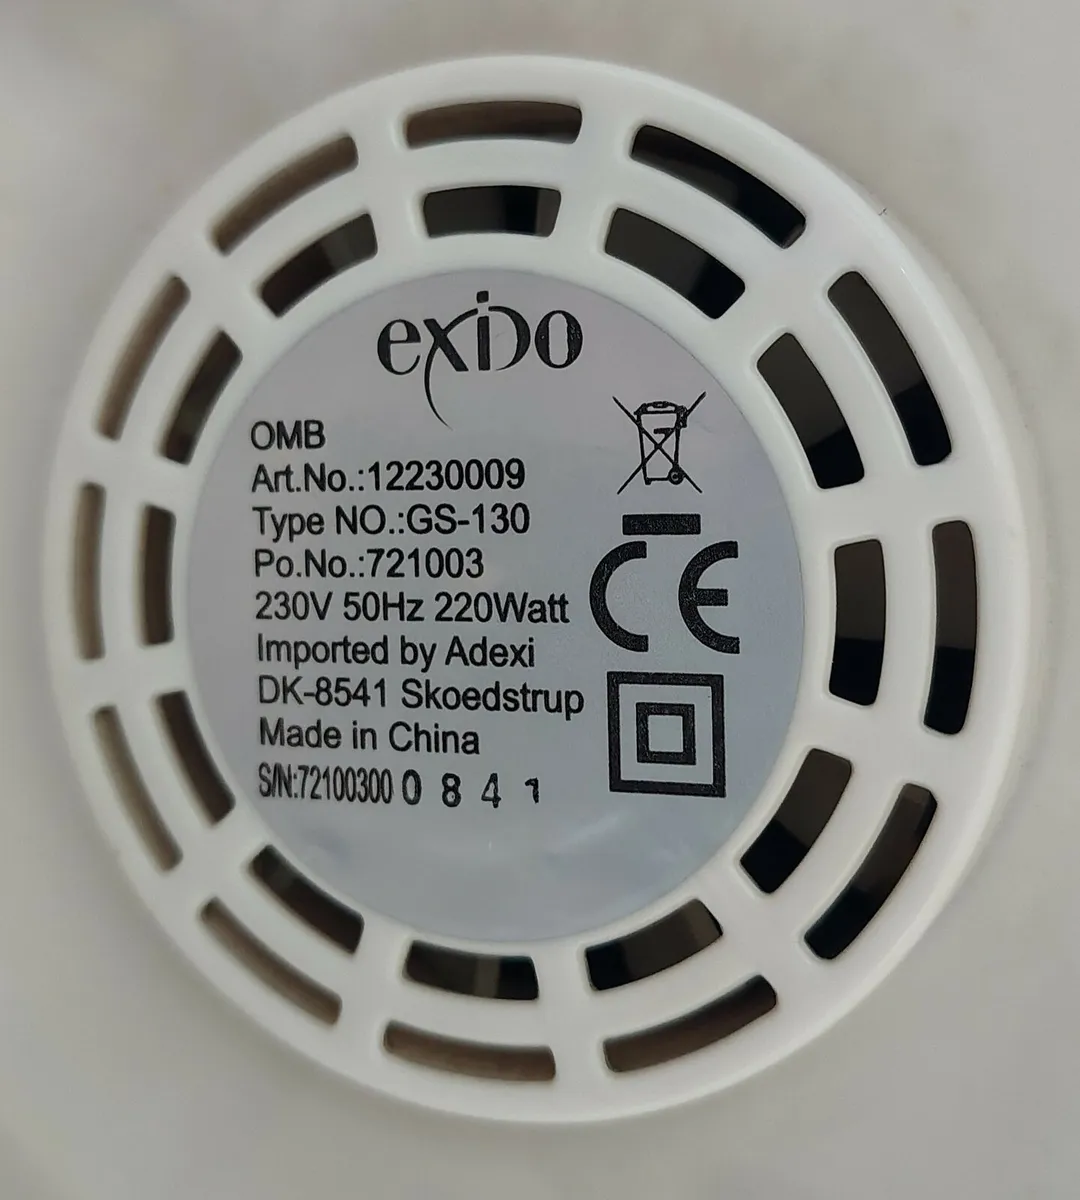 exido
OMB
Art.No.:12230009
Type NO.:GS-130
Po.No.:721003
230V 50Hz 220Watt
Imported by Adexi
DK-8541 Skoedstrup
Made in China
S/N:72100300 0 8 4 1
CE